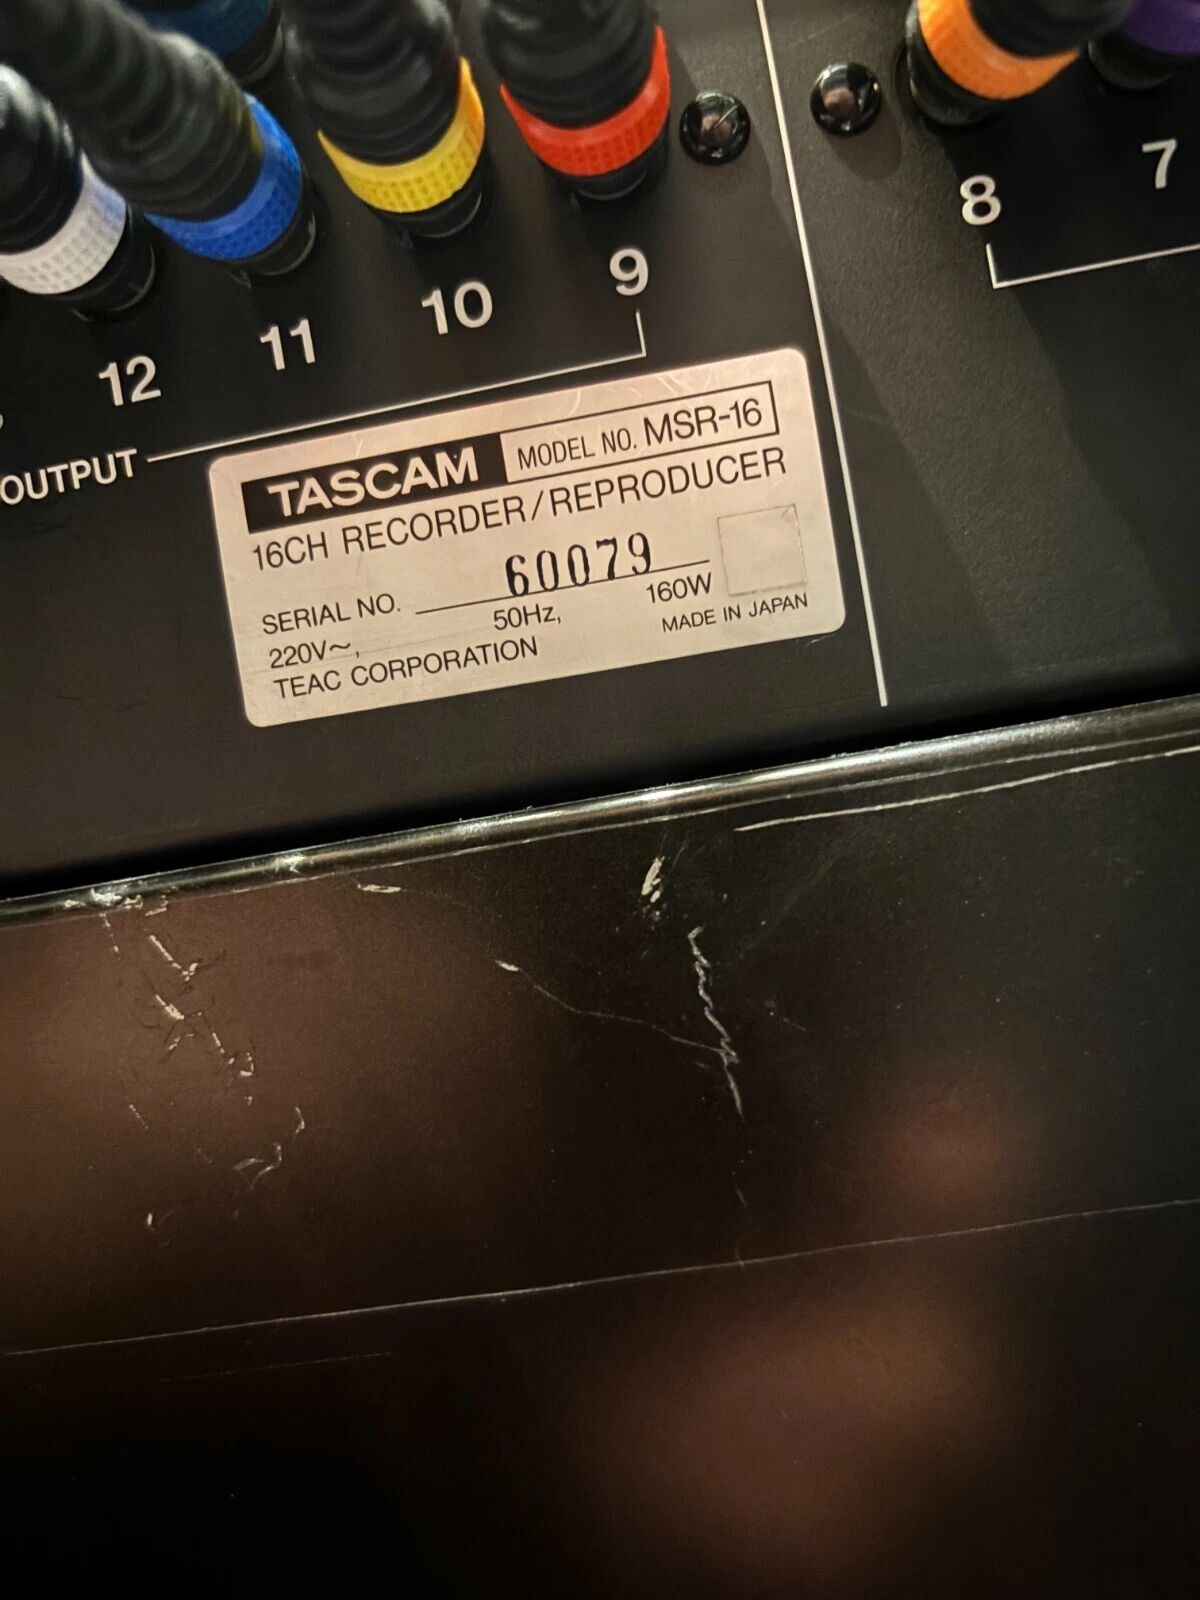 8 7
12 11 10 9
OUTPUT
TASCAM MODEL NO. MSR-16
16CH RECORDER/REPRODUCER
SERIAL NO. 60079
220V～, 50Hz, 160W
TEAC CORPORATION MADE IN JAPAN